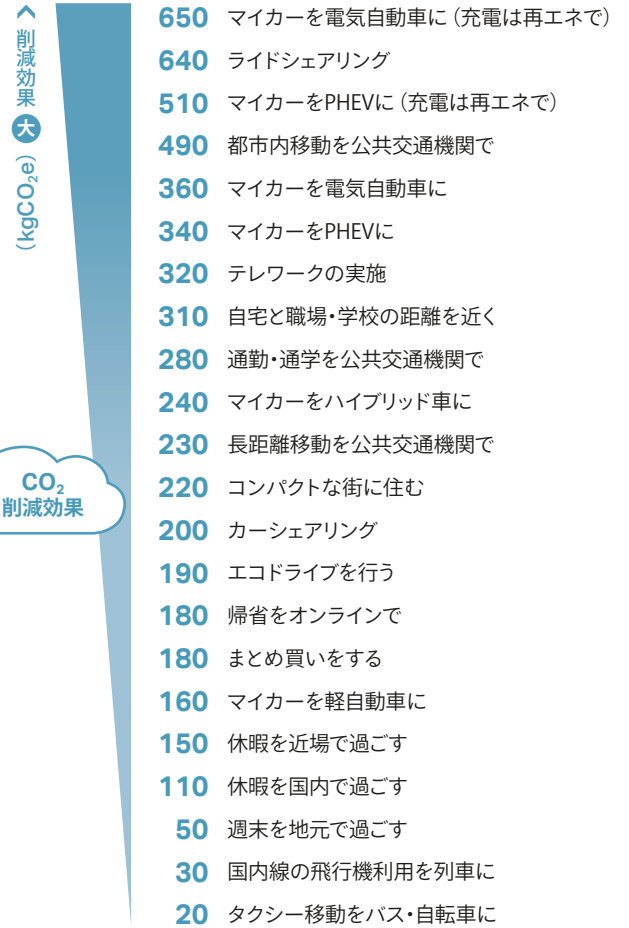 削減効果 大 (kgCO₂e)
650 マイカーを電気自動車に（充電は再エネで）
640 ライドシェアリング
510 マイカーをPHEVに（充電は再エネで）
490 都市内移動を公共交通機関で
360 マイカーを電気自動車に
340 マイカーをPHEVに
320 テレワークの実施
310 自宅と職場・学校の距離を近く
280 通勤・通学を公共交通機関で
240 マイカーをハイブリッド車に
230 長距離移動を公共交通機関で
CO₂
削減効果
220 コンパクトな街に住む
200 カーシェアリング
190 エコドライブを行う
180 帰省をオンラインで
180 まとめ買いをする
160 マイカーを軽自動車に
150 休暇を近場で過ごす
110 休暇を国内で過ごす
50 週末を地元で過ごす
30 国内線の飛行機利用を列車に
20 タクシー移動をバス・自転車に